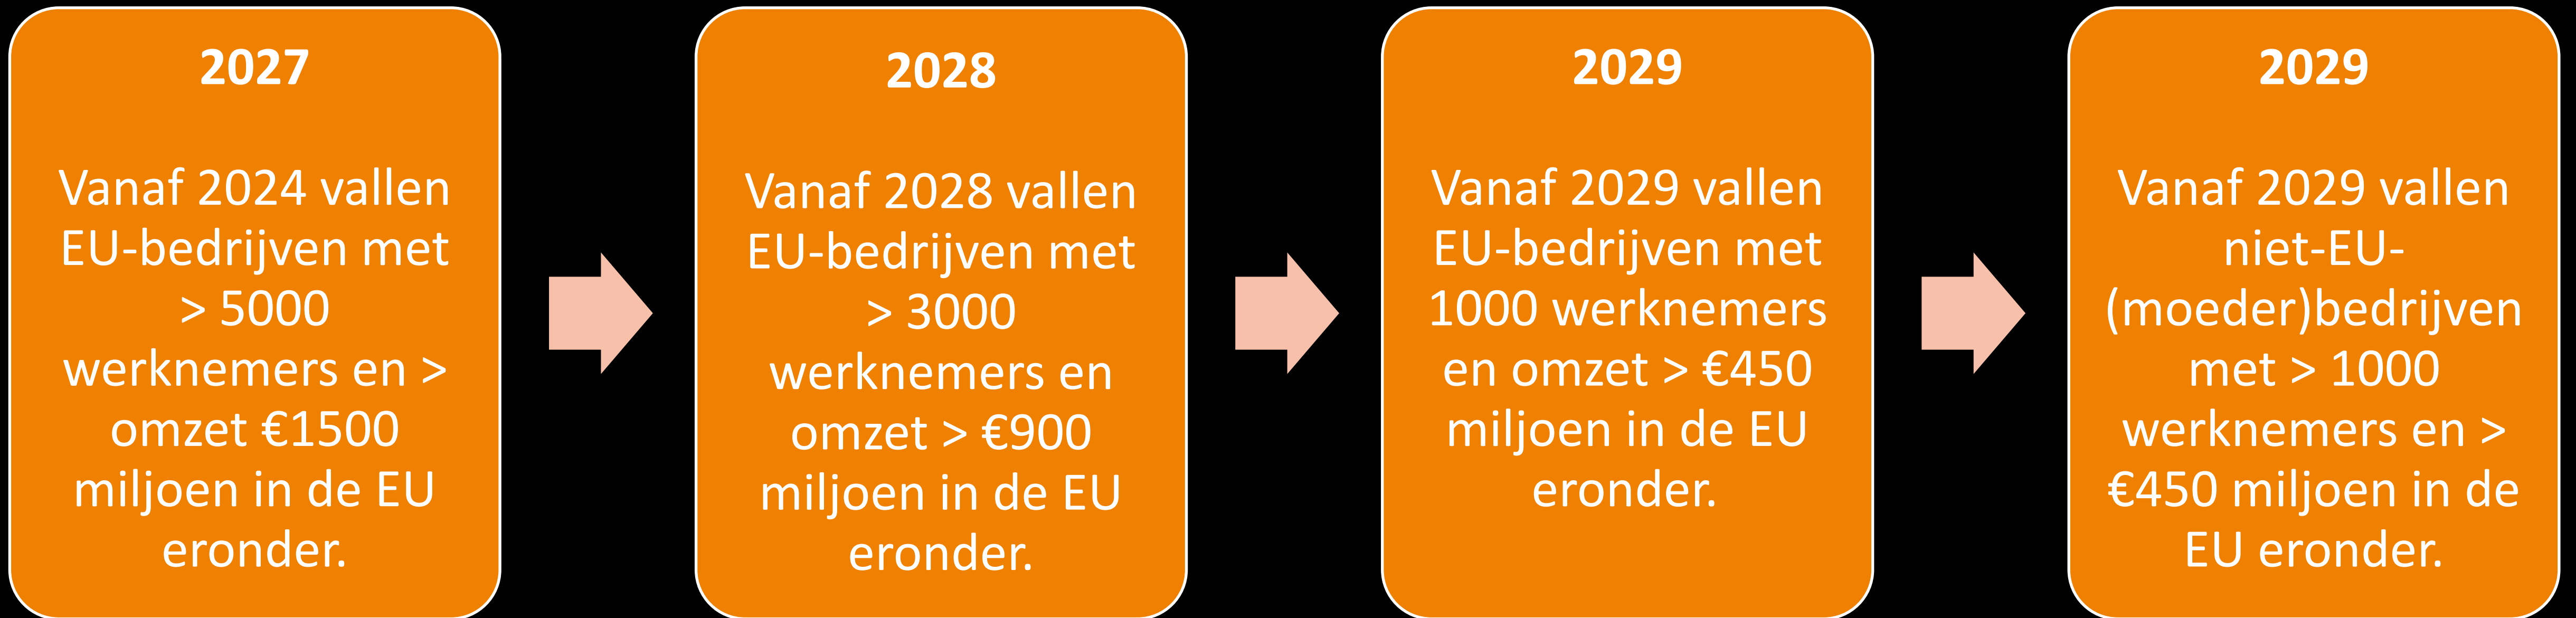 2027
Vanaf 2024 vallen
EU-bedrijven met
> 5000
werknemers en >
omzet €1500
miljoen in de EU
eronder.
2028
Vanaf 2028 vallen
EU-bedrijven met
> 3000
werknemers en
omzet > €900
miljoen in de EU
eronder.
2029
Vanaf 2029 vallen
EU-bedrijven met
1000 werknemers
en omzet > €450
miljoen in de EU
eronder.
2029
Vanaf 2029 vallen
niet-EU-
(moeder)bedrijven
met > 1000
werknemers en >
€450 miljoen in de
EU eronder.